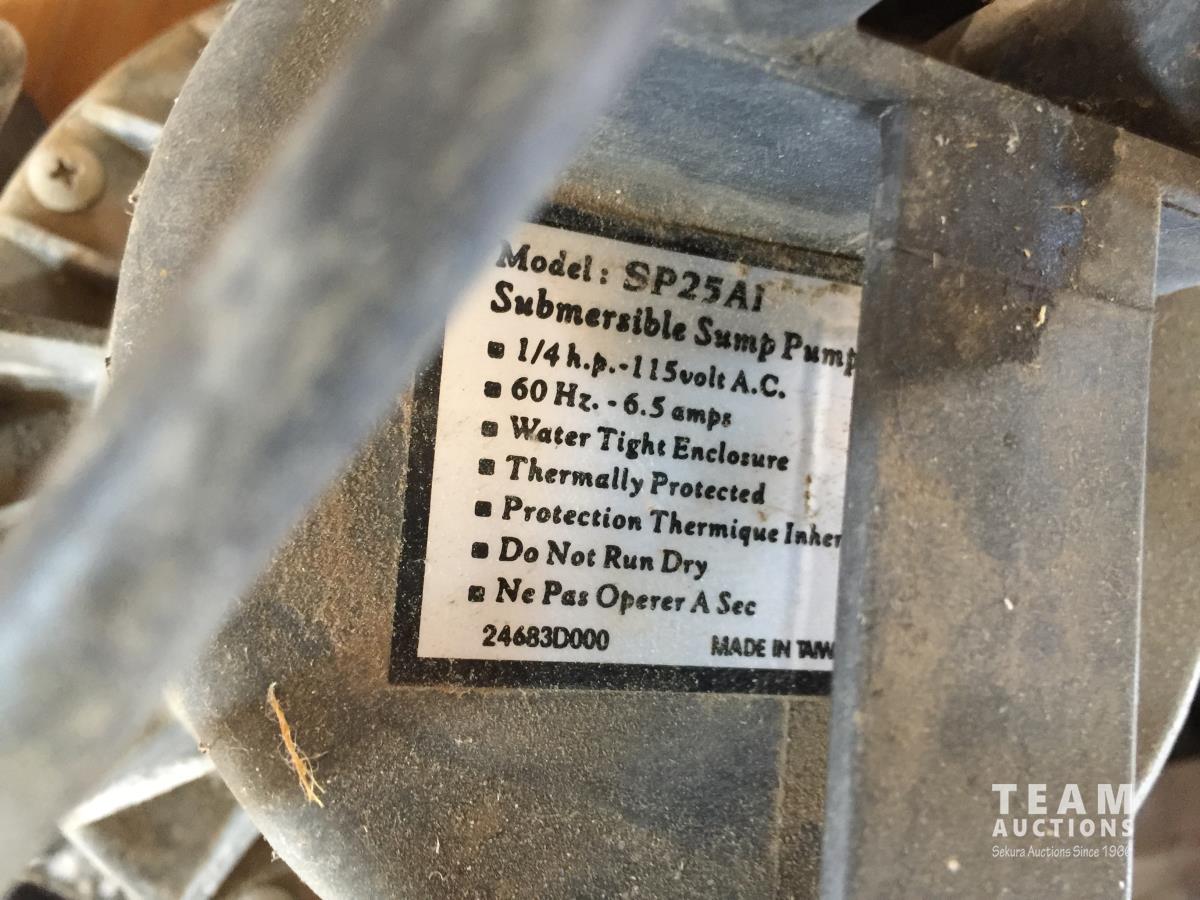 Model : SP25A1
Submersible Sump Pump
1/4 h.p.-115volt A.C.
60 Hz. - 6.5 amps
Water Tight Enclosure
Thermally Protected
Protection Thermique Inher
Do Not Run Dry
Ne Pas Operer A Sec
24683D000 MADE IN TAIW
TEAM
AUCTIONS
Sekura Auctions Since 1966